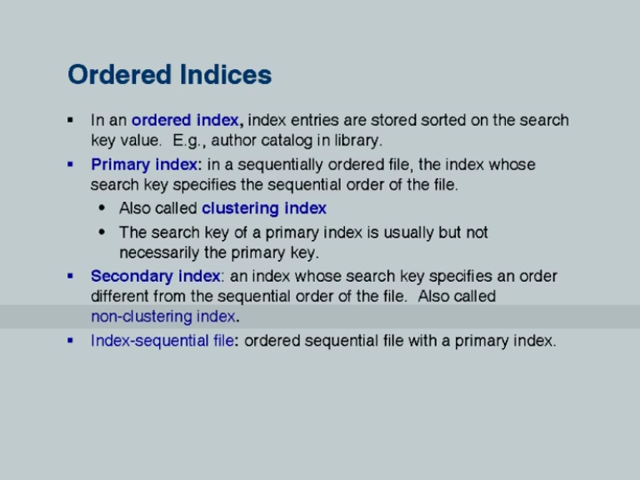 Ordered Indices
In an ordered index, index entries are stored sorted on the search
key value. E.g., author catalog in library.
Primary index: in a sequentially ordered file, the index whose
search key specifies the sequential order of the file.
Also called clustering index
The search key of a primary index is usually but not
necessarily the primary key.
Secondary index: an index whose search key specifies an order
different from the sequential order of the file. Also called
non-clustering index.
Index-sequential file: ordered sequential file with a primary index.